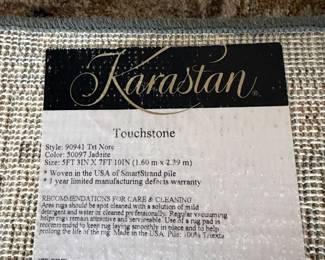 Karastan
Touchstone
Style: 90941 Tst Nore
Color: 50097 Jadeite
Size: 5FT 3IN X 7FT 10IN (1.60 m x 2.39 m)
* Woven in the USA of SmartStrand pile
* 1 year limited manufacturing defects warranty
RECOMMENDATIONS FOR CARE & CLEANING
Area rugs should be spot cleaned with a solution of mild
detergent and water or cleaned professionally. Regular vacuuming
helps keep rugs sensitive and serviceable. Use of a rug pad is
recommended to keep rug laying smoothly in place and to help
prolong the life of the rug. Made in the USA. Pile: 100% Triexta